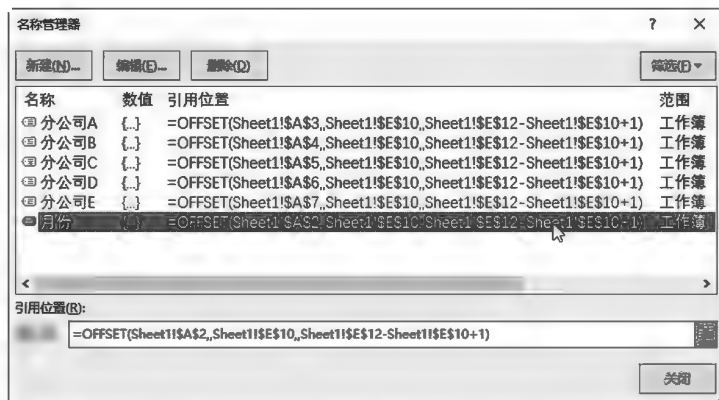 名称管理器 ? ×
新建(N)... 编辑(E)... 删除(D) 筛选(F)
名称 数值 引用位置 范围
分公司A {...} =OFFSET(Sheet1!$A$3,,Sheet1!$E$10,,Sheet1!$E$12-Sheet1!$E$10+1) 工作簿
分公司B {...} =OFFSET(Sheet1!$A$4,,Sheet1!$E$10,,Sheet1!$E$12-Sheet1!$E$10+1) 工作簿
分公司C {...} =OFFSET(Sheet1!$A$5,,Sheet1!$E$10,,Sheet1!$E$12-Sheet1!$E$10+1) 工作簿
分公司D {...} =OFFSET(Sheet1!$A$6,,Sheet1!$E$10,,Sheet1!$E$12-Sheet1!$E$10+1) 工作簿
分公司E {...} =OFFSET(Sheet1!$A$7,,Sheet1!$E$10,,Sheet1!$E$12-Sheet1!$E$10+1) 工作簿
月份 {...} =OFFSET(Sheet1!$A$2,,Sheet1!$E$10,,Sheet1!$E$12-Sheet1!$E$10+1) 工作簿
引用位置(R):
=OFFSET(Sheet1!$A$2,,Sheet1!$E$10,,Sheet1!$E$12-Sheet1!$E$10+1)
关闭